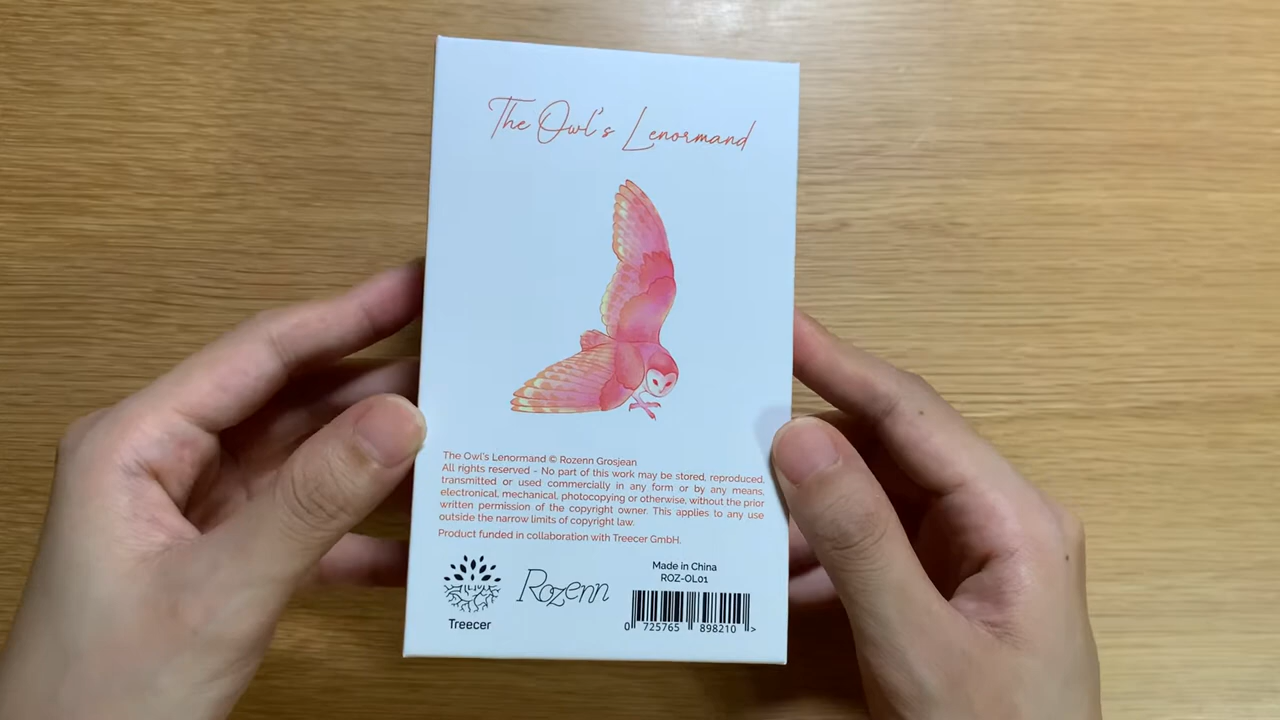 The Owl's Lenormand
The Owl's Lenormand © Rozenn Grosjean
All rights reserved - No part of this work may be stored, reproduced,
transmitted or used commercially in any form or by any means,
electronical, mechanical, photocopying or otherwise, without the prior
written permission of the copyright owner. This applies to any use
outside the narrow limits of copyright law.
Product funded in collaboration with Treecer GmbH.
Treecer
Rozenn
Made in China
ROZ-OL01
0 725765 898210 >